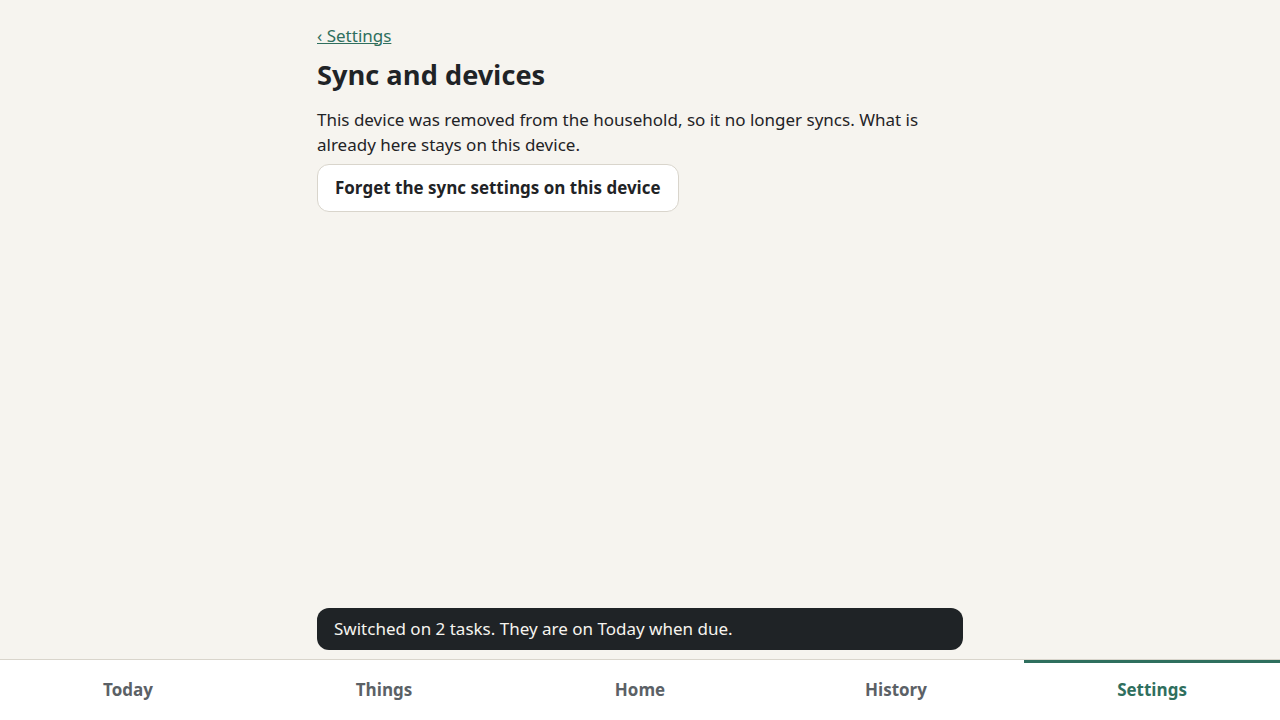 ‹ Settings
Sync and devices
This device was removed from the household, so it no longer syncs. What is
already here stays on this device.
Forget the sync settings on this device
Switched on 2 tasks. They are on Today when due.
Today
Things
Home
History
Settings